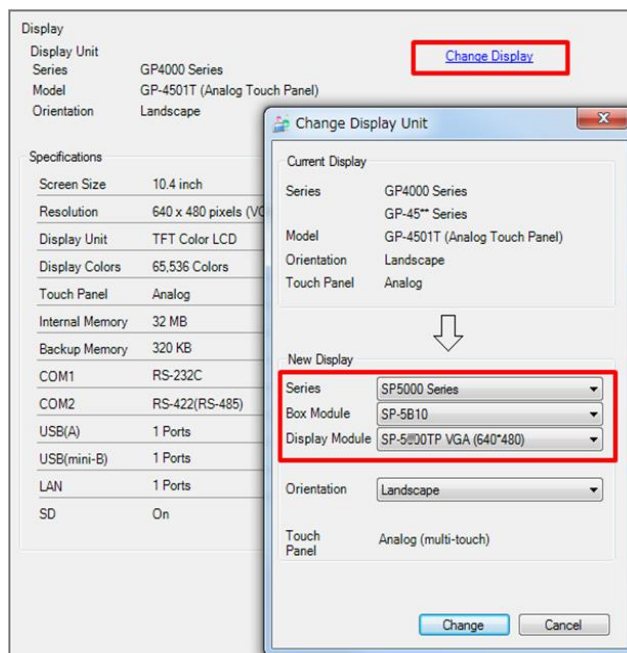 Display
Display Unit
Change Display
Series GP4000 Series
Model GP-4501T (Analog Touch Panel)
Orientation Landscape
Specifications
Screen Size 10.4 inch
Resolution 640 x 480 pixels (VG
Display Unit TFT Color LCD
Display Colors 65,536 Colors
Touch Panel Analog
Internal Memory 32 MB
Backup Memory 320 KB
COM1 RS-232C
COM2 RS-422(RS-485)
USB(A) 1 Ports
USB(mini-B) 1 Ports
LAN 1 Ports
SD On
Change Display Unit
Current Display
Series GP4000 Series
GP-45** Series
Model GP-4501T (Analog Touch Panel)
Orientation Landscape
Touch Panel Analog
New Display
Series SP5000 Series
Box Module SP-5B10
Display Module VGA (640*480)
Orientation Landscape
Touch Panel Analog (multi-touch)
Change Cancel